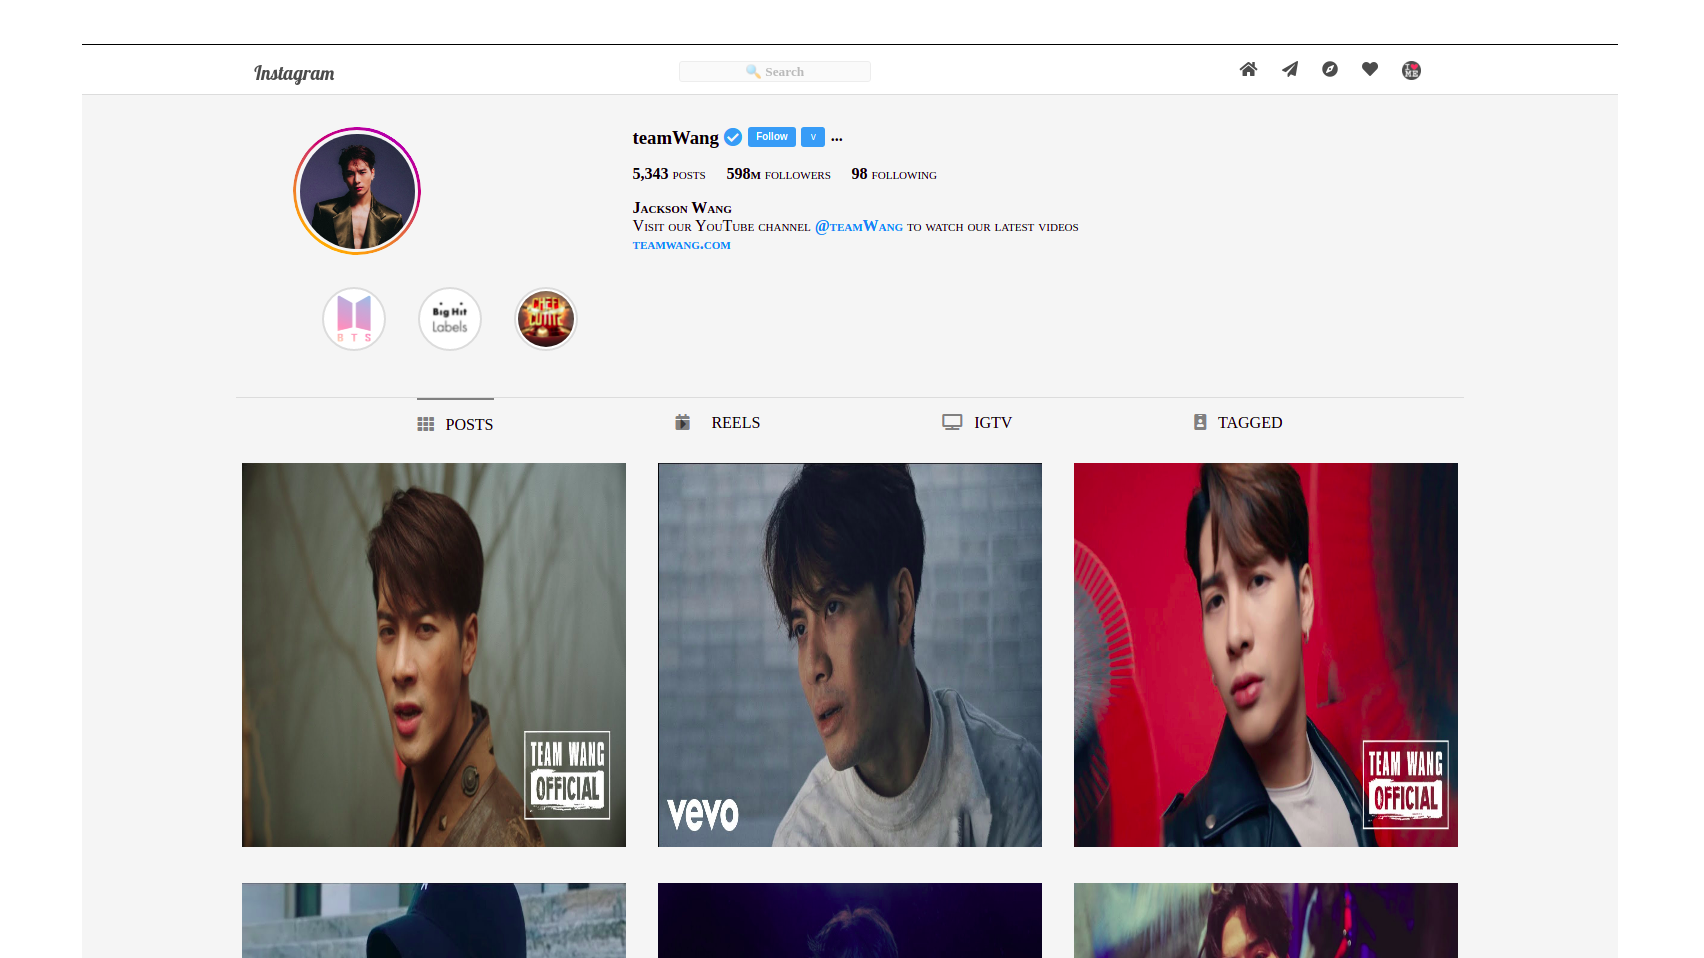 Instagram
🔍 Search
I ❤ ME
teamWang Follow v ...
5,343 posts 598m followers 98 following
Jackson Wang
Visit our YouTube channel @teamWang to watch our latest videos
teamwang.com
BTS
Big Hit
Labels
CHEF
POSTS
REELS
IGTV
TAGGED
TEAM WANG
OFFICIAL
vevo
TEAM WANG
OFFICIAL